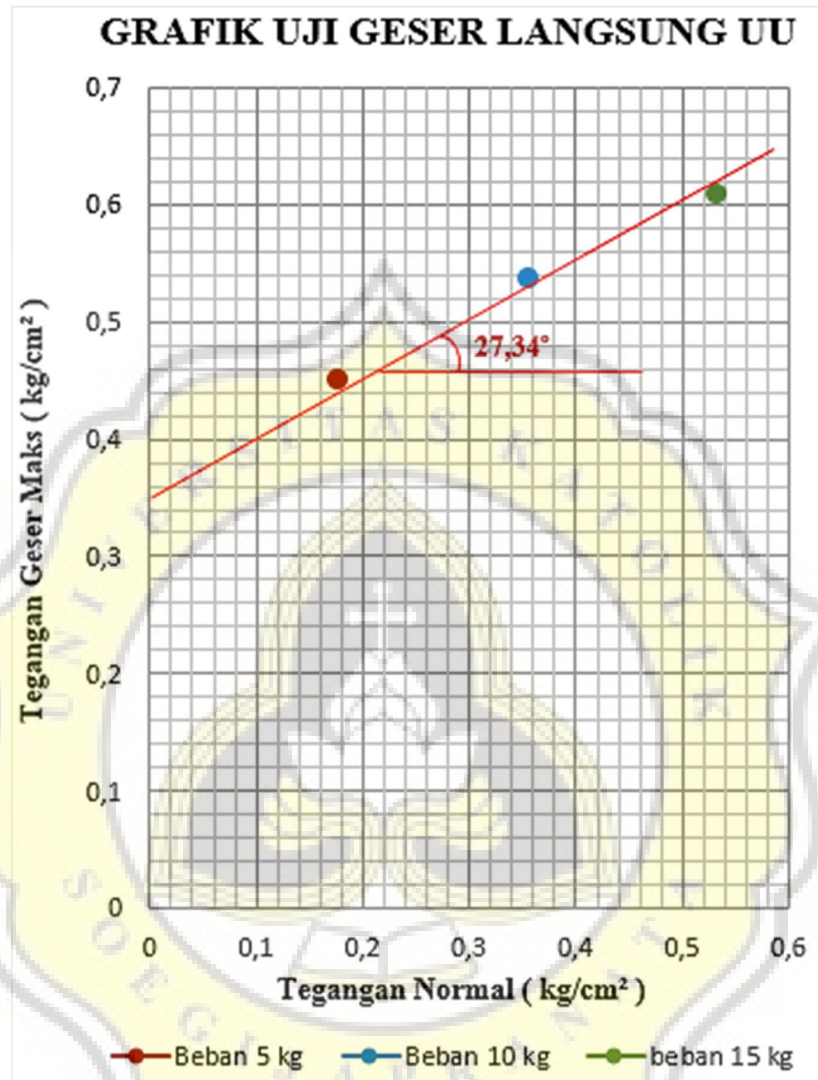 GRAFIK UJI GESER LANGSUNG UU
Tegangan Geser Maks ( kg/cm² )
0,7
0,6
0,5
0,4
0,3
0,2
0,1
0
27,34°
UNIVERSITAS KATOLIK
0 0,1 0,2 0,3 0,4 0,5 0,6
Tegangan Normal ( kg/cm² )
Beban 5 kg Beban 10 kg beban 15 kg